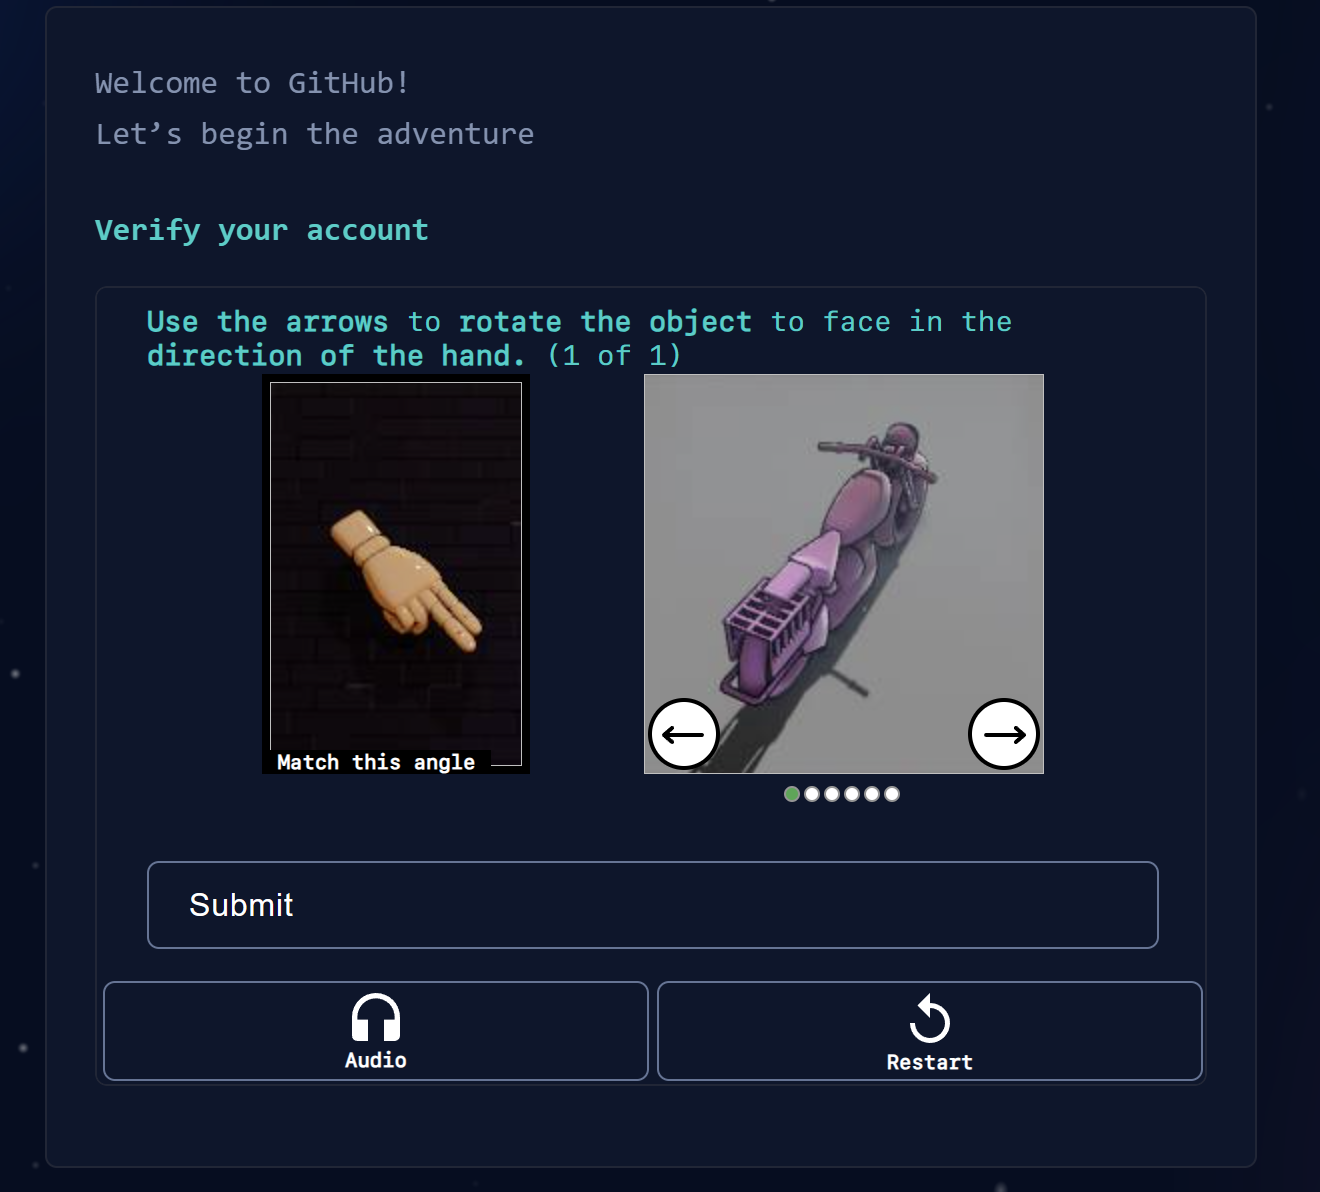 Welcome to GitHub!
Let’s begin the adventure
Verify your account
Use the arrows to rotate the object to face in the
direction of the hand. (1 of 1)
Match this angle
Submit
Audio
Restart